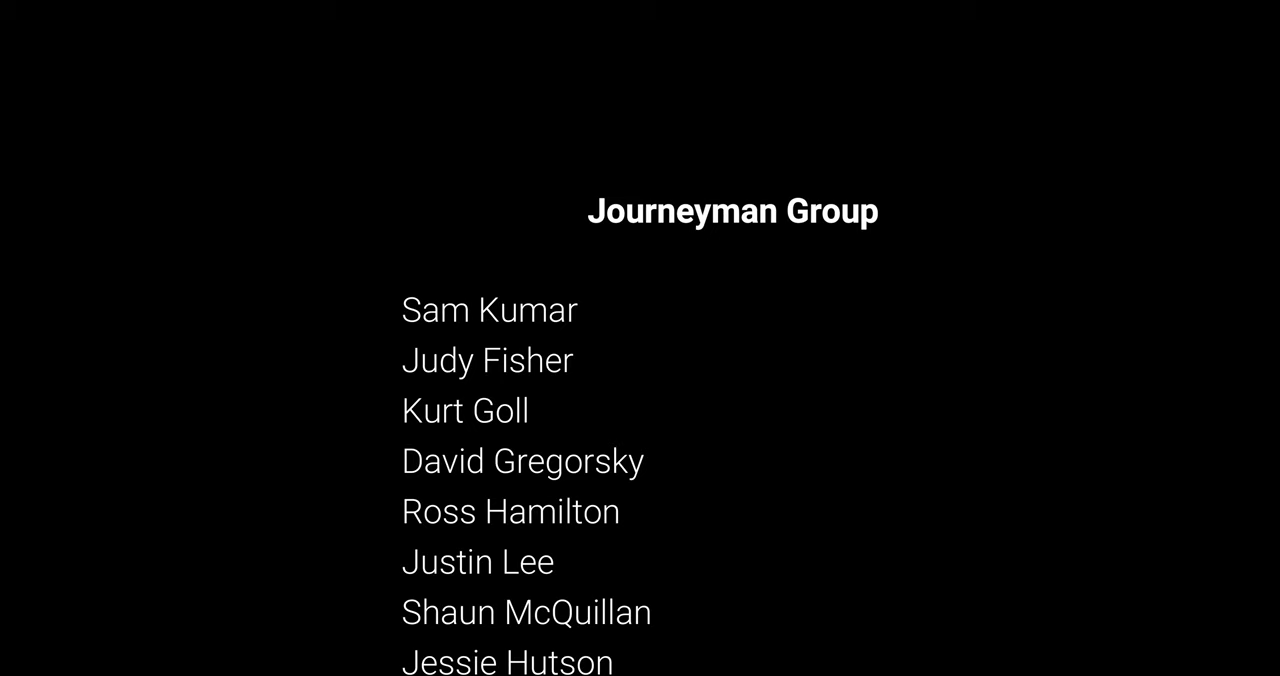 Journeyman Group
Sam Kumar
Judy Fisher
Kurt Goll
David Gregorsky
Ross Hamilton
Justin Lee
Shaun McQuillan
Jessie Hutson